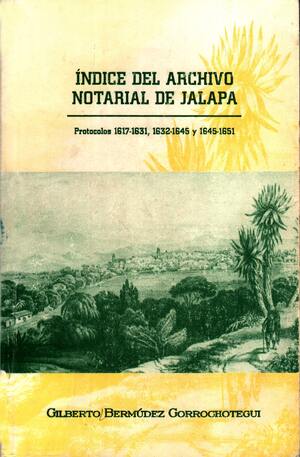 ÍNDICE DEL ARCHIVO
NOTARIAL DE JALAPA
Protocolos 1617-1631, 1632-1645 y 1645-1651
GILBERTO BERMÚDEZ GORROCHOTEGUI